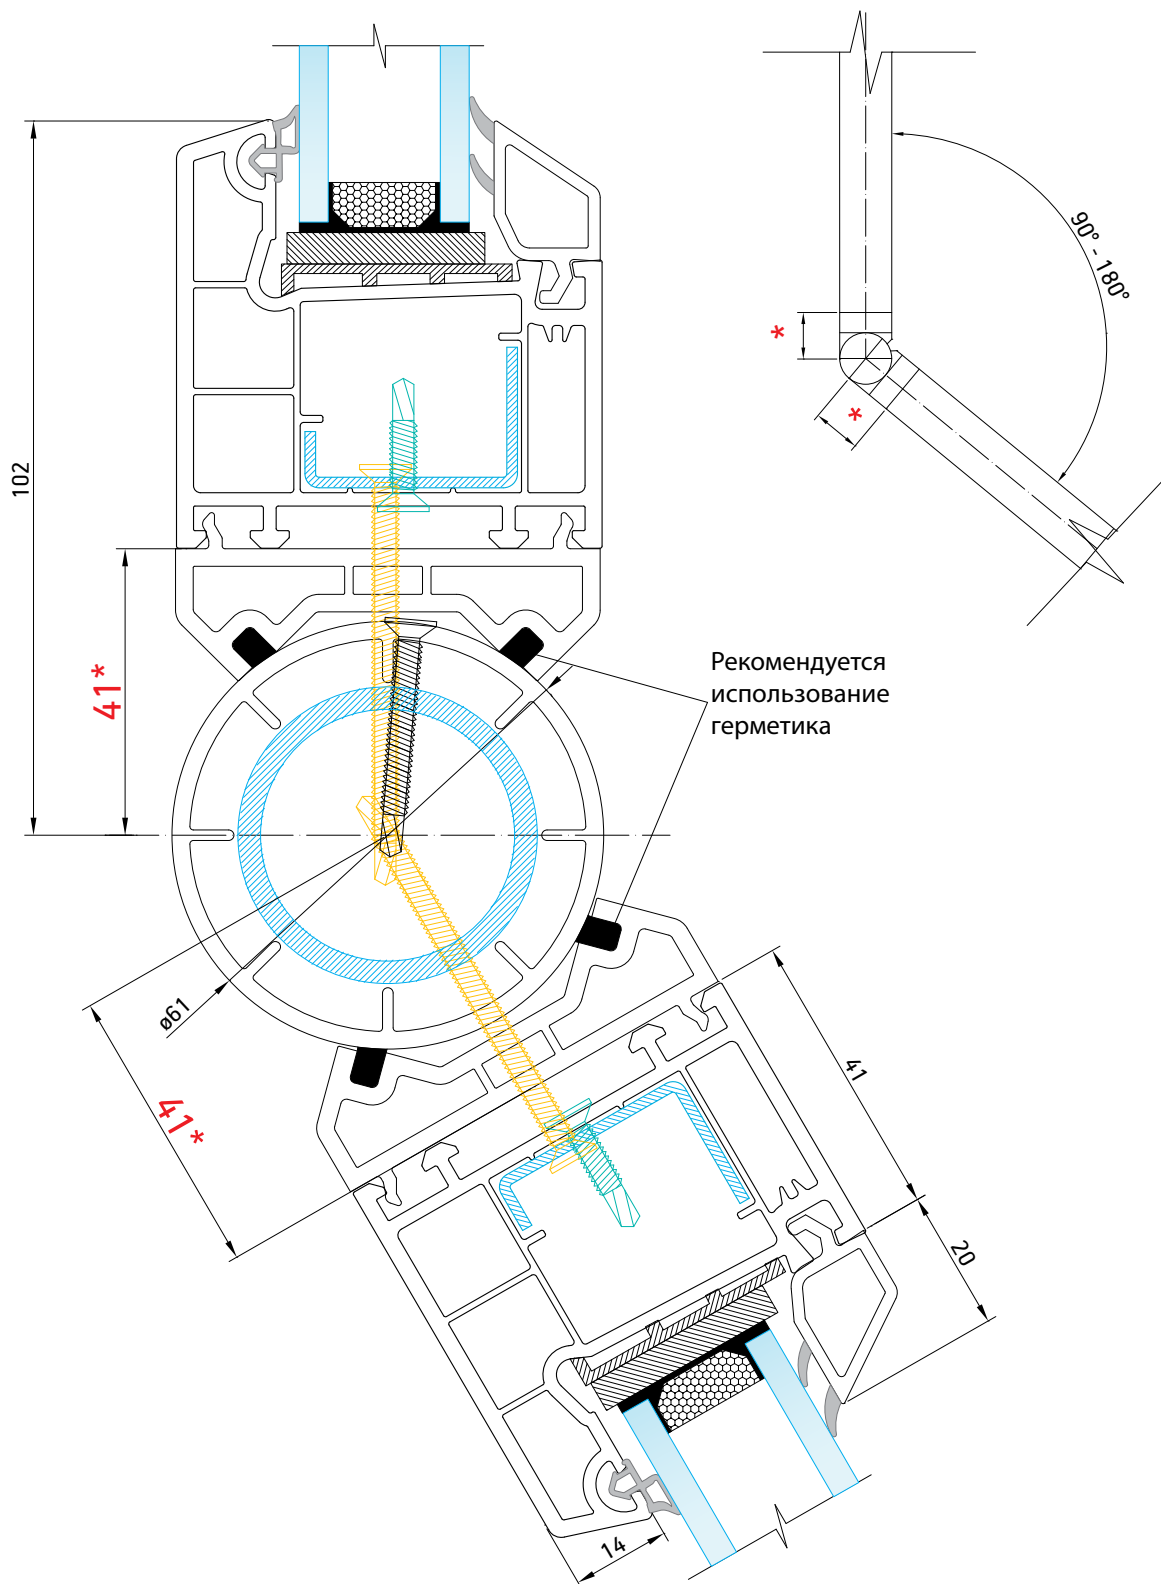 90° - 180°
*
*
102
41*
Рекомендуется
использование
герметика
ø61
41*
41
20
14